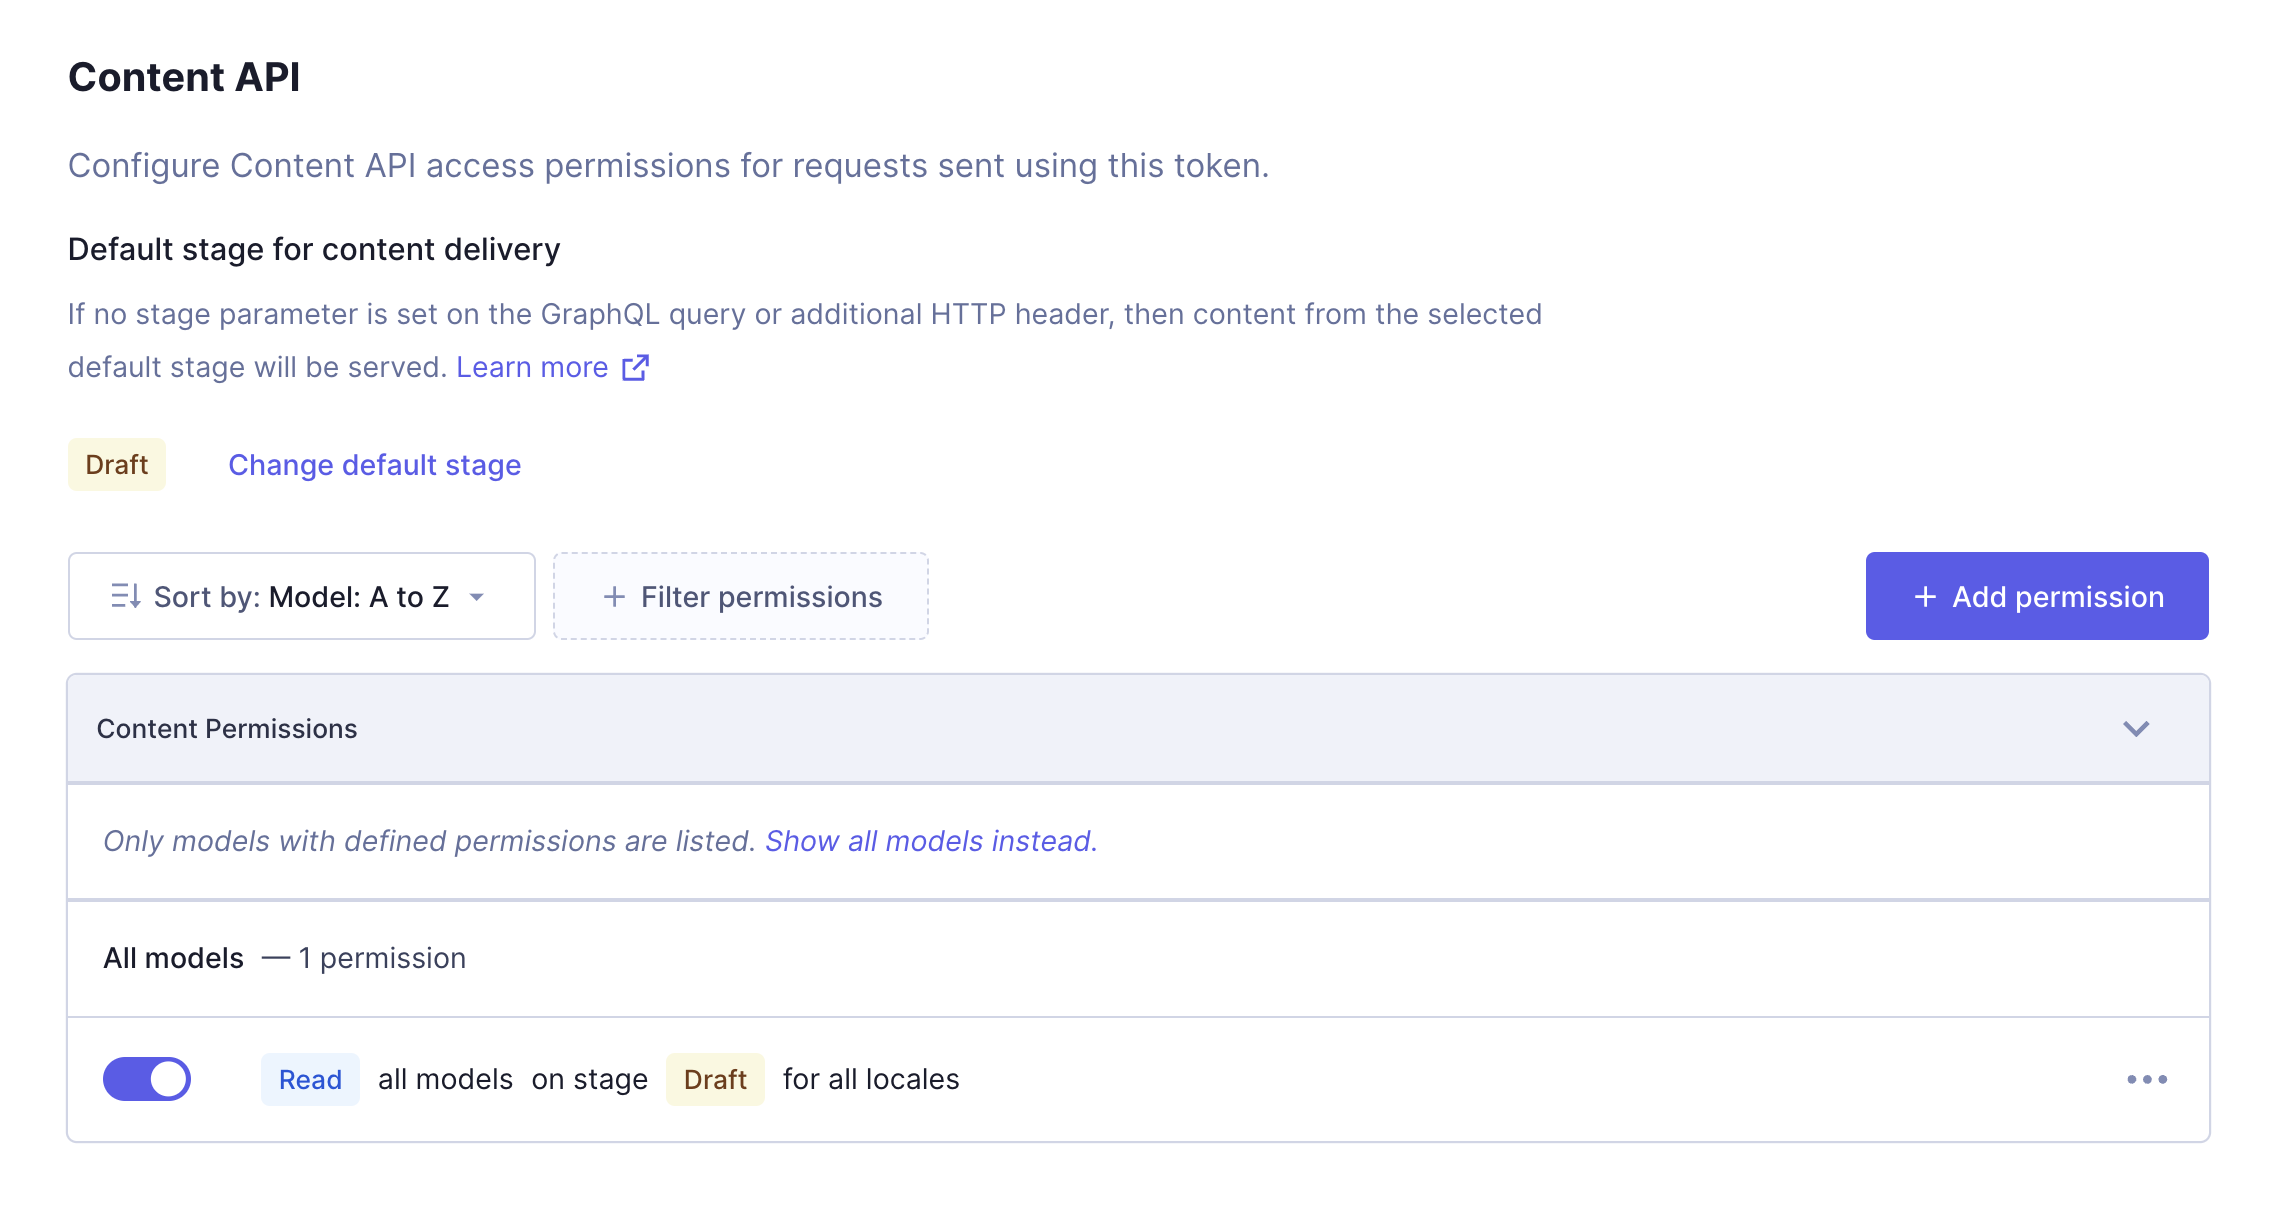 Content API
Configure Content API access permissions for requests sent using this token.
Default stage for content delivery
If no stage parameter is set on the GraphQL query or additional HTTP header, then content from the selected
default stage will be served. Learn more
Draft Change default stage
Sort by: Model: A to Z + Filter permissions + Add permission
Content Permissions
Only models with defined permissions are listed. Show all models instead.
All models — 1 permission
Read all models on stage Draft for all locales